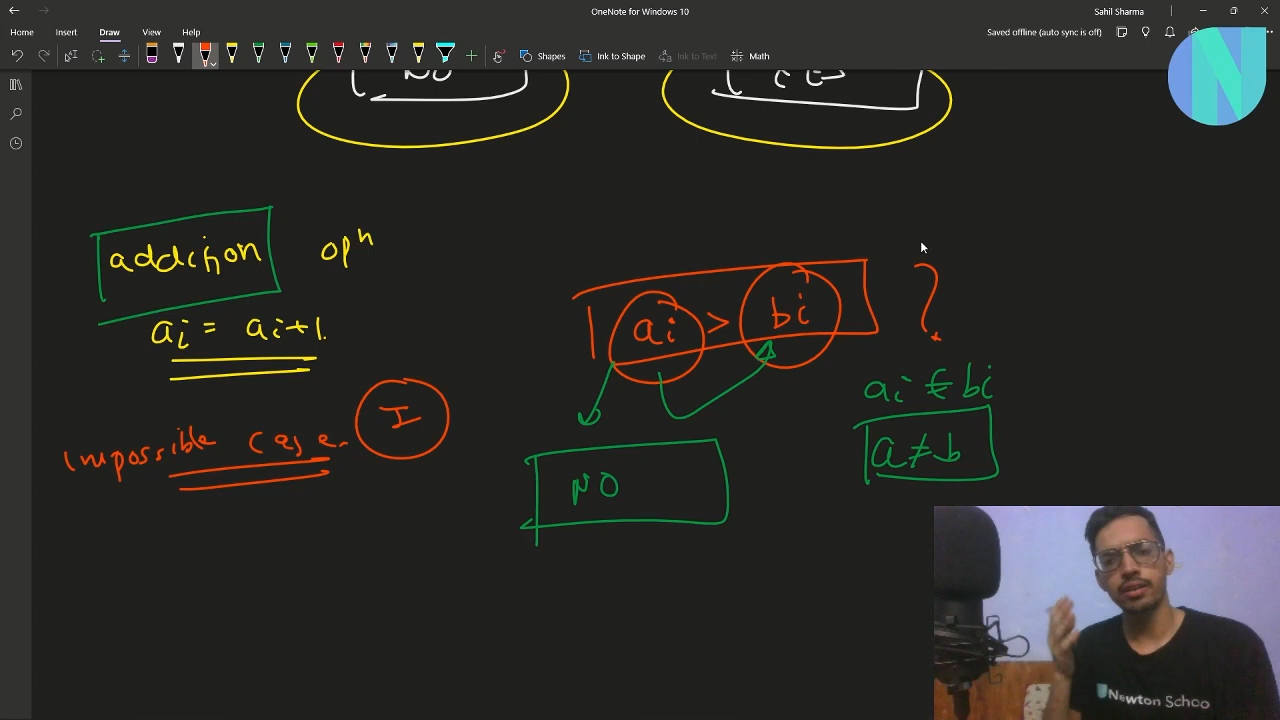 OneNote for Windows 10
Sahil Sharma
Home Insert Draw View Help
Saved offline (auto sync is off)
Shapes Ink to Shape Ink to Text Math
NO
addition opn
ai = ai+1.
ai > bi ?
ai € bi
a≠b
Impossible case. I
NO
Newton Schoo
N